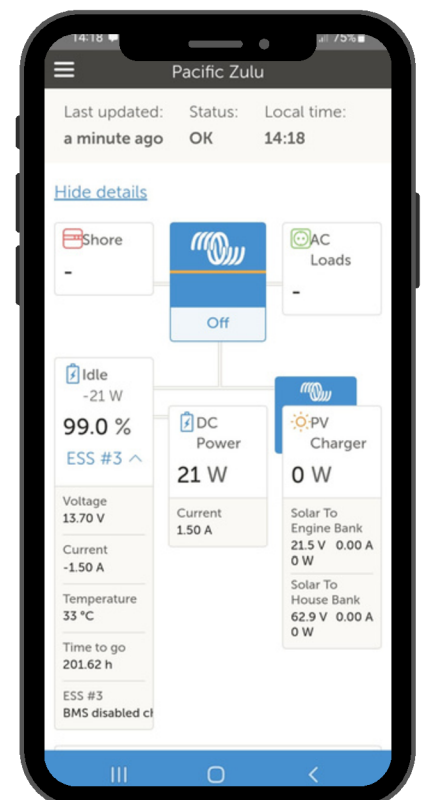 14:18 75%
Pacific Zulu
Last updated: Status: Local time:
a minute ago OK 14:18
Hide details
Shore
-
Off
AC
Loads
-
Idle
-21 W
99.0 %
ESS #3
Voltage
13.70 V
Current
-1.50 A
Temperature
33 °C
Time to go
201.62 h
ESS #3
BMS disabled ch
DC
Power
21 W
Current
1.50 A
PV
Charger
0 W
Solar To
Engine Bank
21.5 V 0.00 A
0 W
Solar To
House Bank
62.9 V 0.00 A
0 W